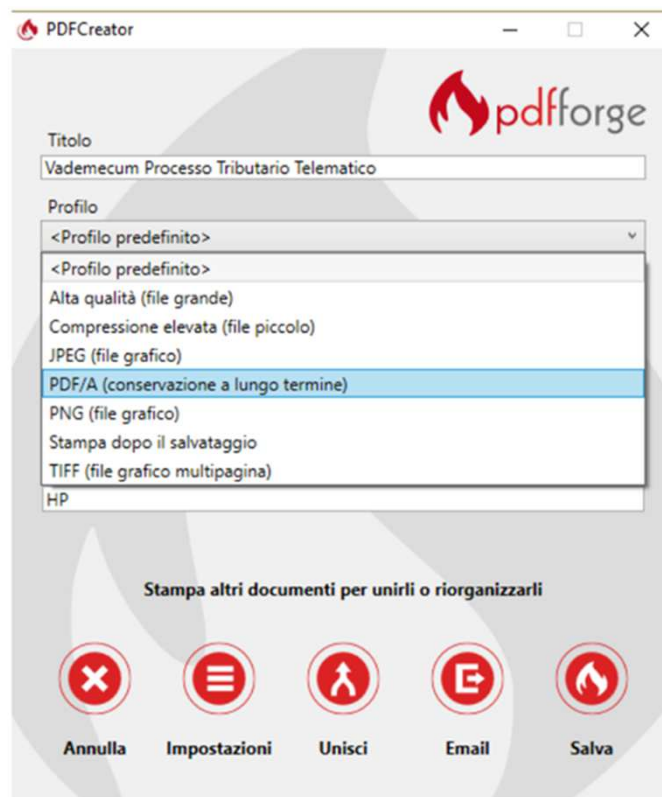 PDFCreator
pdfforge
Titolo
Vademecum Processo Tributario Telematico
Profilo
<Profilo predefinito>
<Profilo predefinito>
Alta qualità (file grande)
Compressione elevata (file piccolo)
JPEG (file grafico)
PDF/A (conservazione a lungo termine)
PNG (file grafico)
Stampa dopo il salvataggio
TIFF (file grafico multipagina)
HP
Stampa altri documenti per unirli o riorganizzarli
Annulla Impostazioni Unisci Email Salva